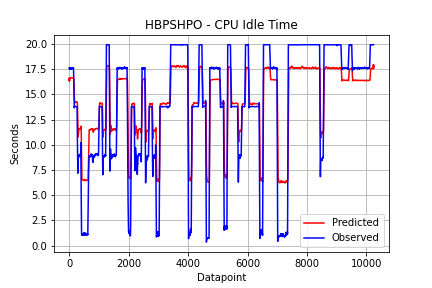 HBPSHPO - CPU Idle Time
20.0
17.5
15.0
12.5
10.0
7.5
5.0
2.5
0.0
Seconds
0 2000 4000 6000 8000 10000
Datapoint
Predicted
Observed